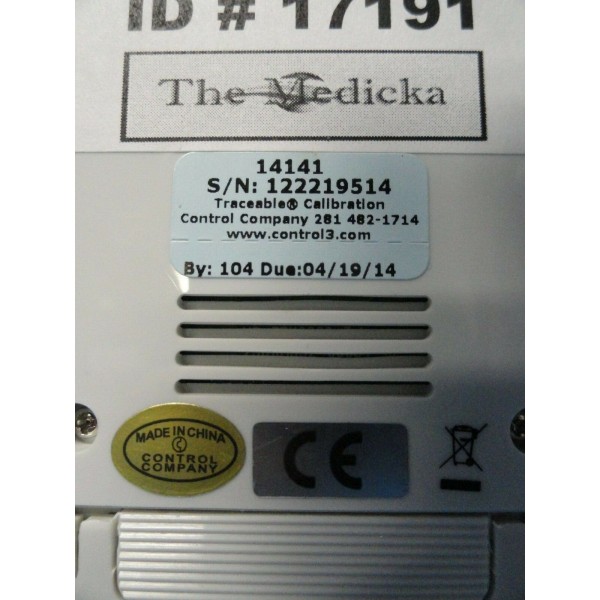 ID # 17191
The Medicka
14141
S/N: 122219514
Traceable® Calibration
Control Company 281 482-1714
www.control3.com
By: 104 Due:04/19/14
MADE IN CHINA
CONTROL
COMPANY
CE